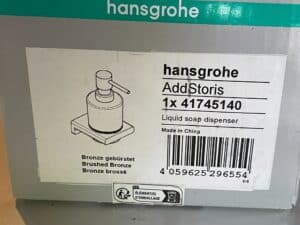 hansgrohe
hansgrohe
AddStoris
1x 41745140
Liquid soap dispenser
Made in China
Bronze gebürstet
Brushed Bronze
Bronze brossé
4 059625 296554